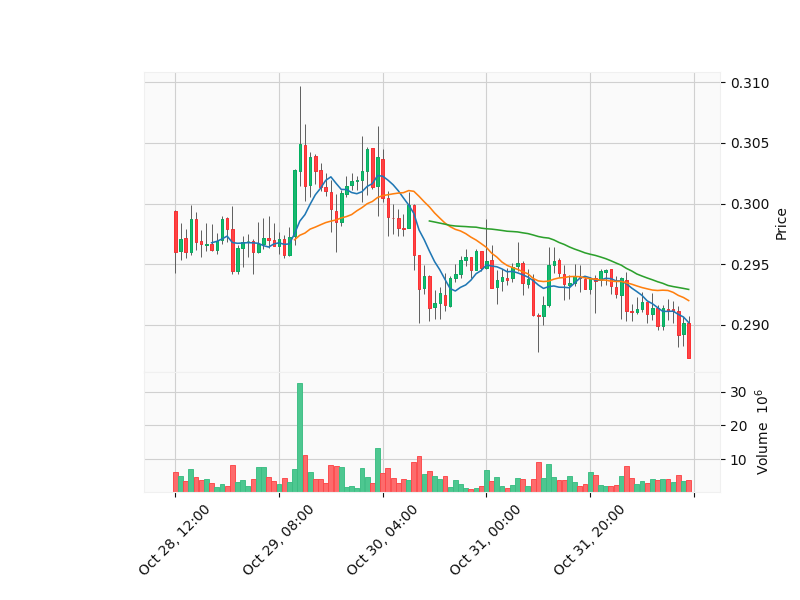 0.310
0.305
0.300
0.295
0.290
Price
30
20
10
Volume 10^6
Oct 28, 12:00
Oct 29, 08:00
Oct 30, 04:00
Oct 31, 00:00
Oct 31, 20:00